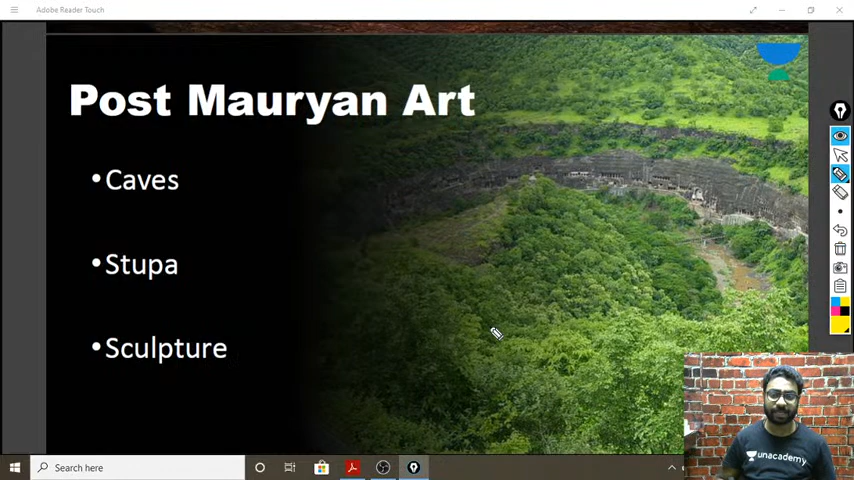 Adobe Reader Touch
Post Mauryan Art
•Caves
•Stupa
•Sculpture
unacademy
Search here